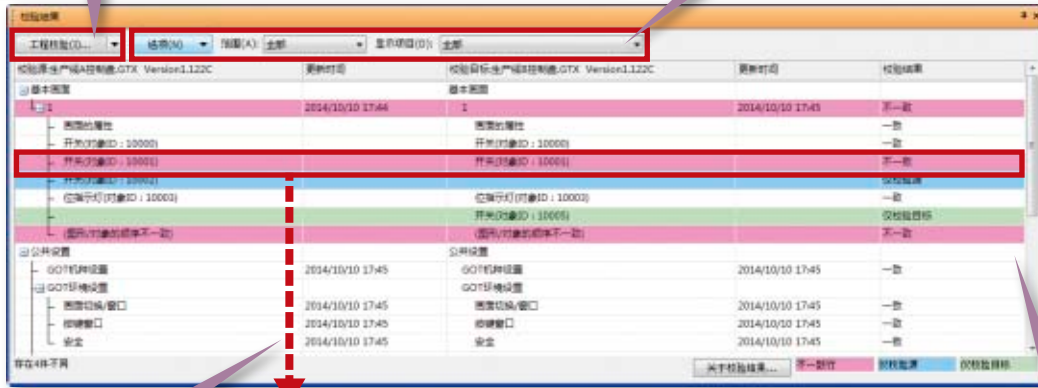 校验结果
工程校验(I)... 选项(N) 范围(A): 全部 显示项目(D): 全部
校验源:生产线A控制盘.GTX Version1.122C 更新时间 校验目标:生产线B控制盘.GTX Version1.122C 更新时间 校验结果
基本画面 基本画面
1 2014/10/10 17:44 1 2014/10/10 17:45 不一致
画面的属性 画面的属性 一致
开关(对象ID : 10000) 开关(对象ID : 10000) 一致
开关(对象ID : 10001) 开关(对象ID : 10001) 不一致
开关(对象ID : 10002) 仅校验源
位指示灯(对象ID : 10003) 位指示灯(对象ID : 10003) 一致
开关(对象ID : 10005) 仅校验目标
(图形/对象的顺序不一致) (图形/对象的顺序不一致) 不一致
公共设置 公共设置
GOT机种设置 2014/10/10 17:45 GOT机种设置 2014/10/10 17:45 一致
GOT环境设置 GOT环境设置
画面切换/窗口 2014/10/10 17:45 画面切换/窗口 2014/10/10 17:45 一致
按键窗口 2014/10/10 17:45 按键窗口 2014/10/10 17:45 一致
安全 2014/10/10 17:45 安全 2014/10/10 17:45 一致
存在4件不同 关于校验结果... 不一致行 仅校验源 仅校验目标